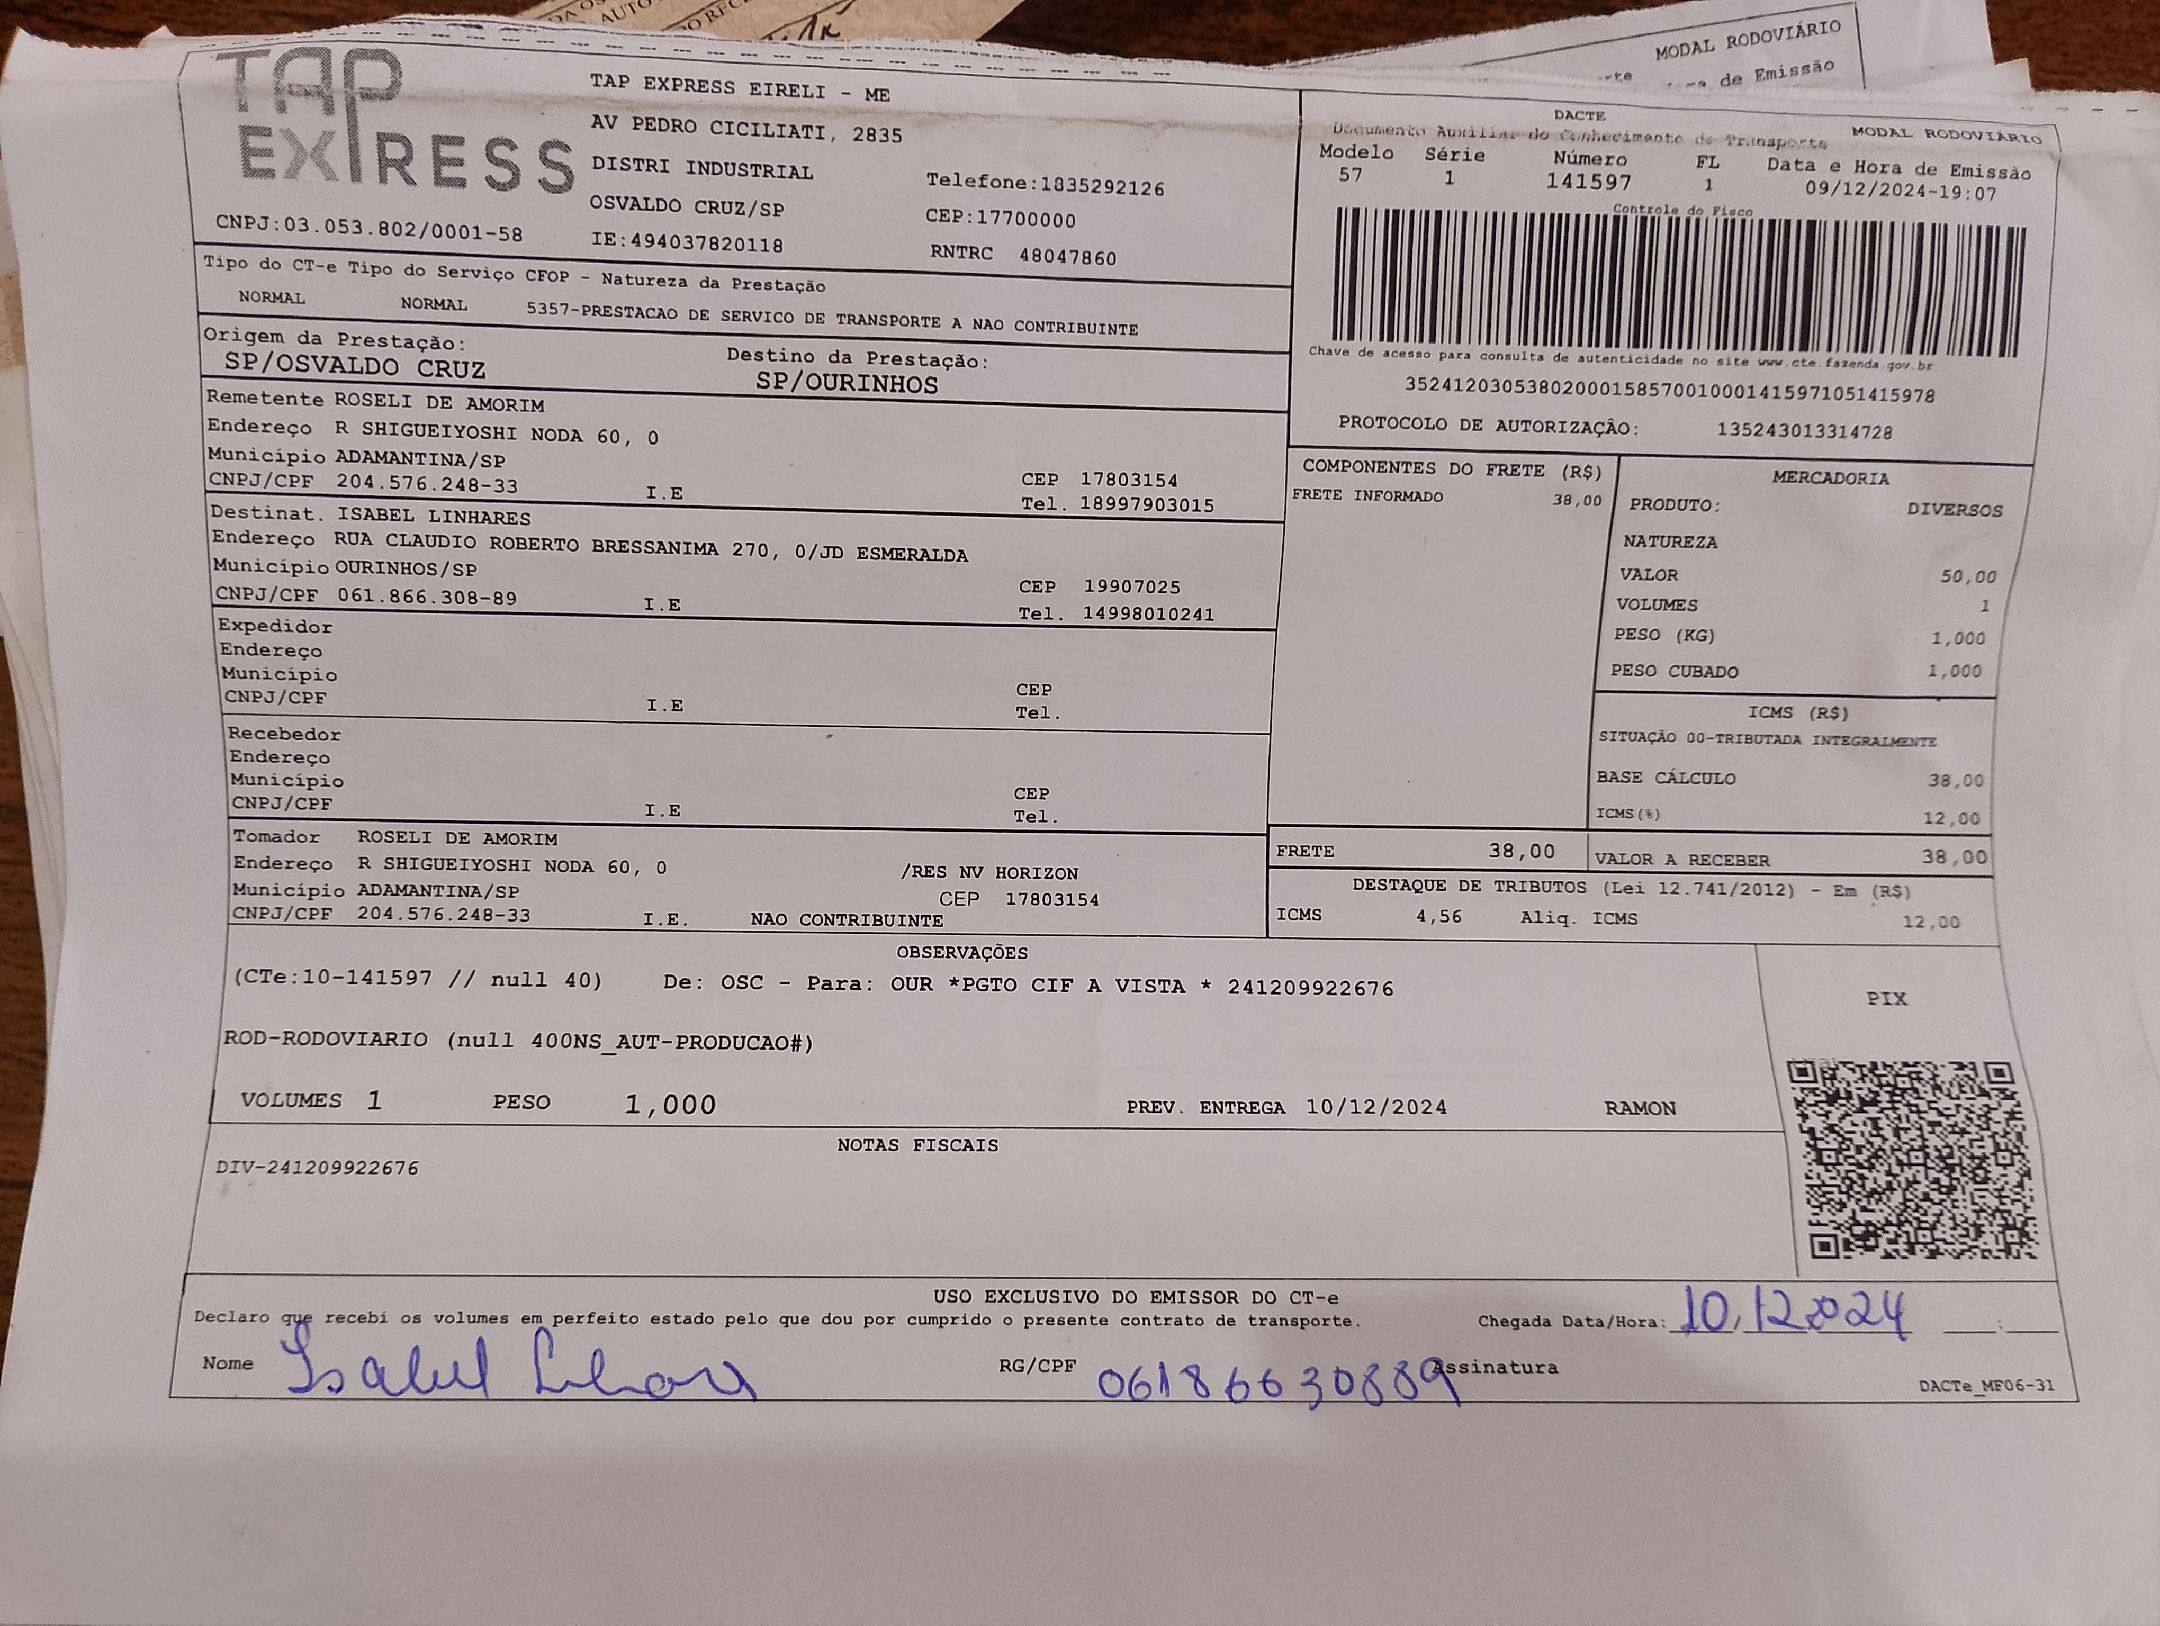 MODAL RODOVIÁRIO
de Emissão
TAP
EXPRESS
TAP EXPRESS EIRELI - ME
AV PEDRO CICILIATI, 2835
DISTRI INDUSTRIAL
Telefone:1835292126
OSVALDO CRUZ/SP
CEP:17700000
CNPJ:03.053.802/0001-58
IE:494037820118
RNTRC 48047860
DACTE
Documento Auxiliar do Conhecimento de Transporte
MODAL RODOVIÁRIO
Modelo Série Número FL Data e Hora de Emissão
57 1 141597 1 09/12/2024-19:07
Controle do Fisco
Chave de acesso para consulta de autenticidade no site www.cte.fazenda.gov.br
35241203053802000158570010001415971051415978
PROTOCOLO DE AUTORIZAÇÃO: 135243013314728
Tipo do CT-e Tipo do Serviço CFOP - Natureza da Prestação
NORMAL NORMAL 5357-PRESTACAO DE SERVICO DE TRANSPORTE A NAO CONTRIBUINTE
Origem da Prestação: Destino da Prestação:
SP/OSVALDO CRUZ SP/OURINHOS
Remetente ROSELI DE AMORIM
Endereço R SHIGUEIYOSHI NODA 60, 0
Município ADAMANTINA/SP CEP 17803154
CNPJ/CPF 204.576.248-33 I.E Tel. 18997903015
Destinat. ISABEL LINHARES
Endereço RUA CLAUDIO ROBERTO BRESSANIMA 270, 0/JD ESMERALDA
Município OURINHOS/SP CEP 19907025
CNPJ/CPF 061.866.308-89 I.E Tel. 14998010241
Expedidor
Endereço
Município CEP
CNPJ/CPF I.E Tel.
Recebedor
Endereço
Município CEP
CNPJ/CPF I.E Tel.
Tomador ROSELI DE AMORIM
Endereço R SHIGUEIYOSHI NODA 60, 0 /RES NV HORIZON
Município ADAMANTINA/SP CEP 17803154
CNPJ/CPF 204.576.248-33 I.E. NAO CONTRIBUINTE
COMPONENTES DO FRETE (R$)
FRETE INFORMADO 38,00
MERCADORIA
PRODUTO: DIVERSOS
NATUREZA
VALOR 50,00
VOLUMES 1
PESO (KG) 1,000
PESO CUBADO 1,000
ICMS (R$)
SITUAÇÃO 00-TRIBUTADA INTEGRALMENTE
BASE CÁLCULO 38,00
ICMS(%) 12,00
FRETE 38,00 VALOR A RECEBER 38,00
DESTAQUE DE TRIBUTOS (Lei 12.741/2012) - Em (R$)
ICMS 4,56 Aliq. ICMS 12,00
OBSERVAÇÕES
(CTe:10-141597 // null 40) De: OSC - Para: OUR *PGTO CIF A VISTA * 241209922676
ROD-RODOVIARIO (null 400NS_AUT-PRODUCAO#)
VOLUMES 1 PESO 1,000 PREV. ENTREGA 10/12/2024 RAMON
PIX
NOTAS FISCAIS
DIV-241209922676
USO EXCLUSIVO DO EMISSOR DO CT-e
Declaro que recebi os volumes em perfeito estado pelo que dou por cumprido o presente contrato de transporte. Chegada Data/Hora: 10/12/2024 __:__
Nome Isabel Linhares RG/CPF 06186630889 Assinatura
DACTe_MF06-31